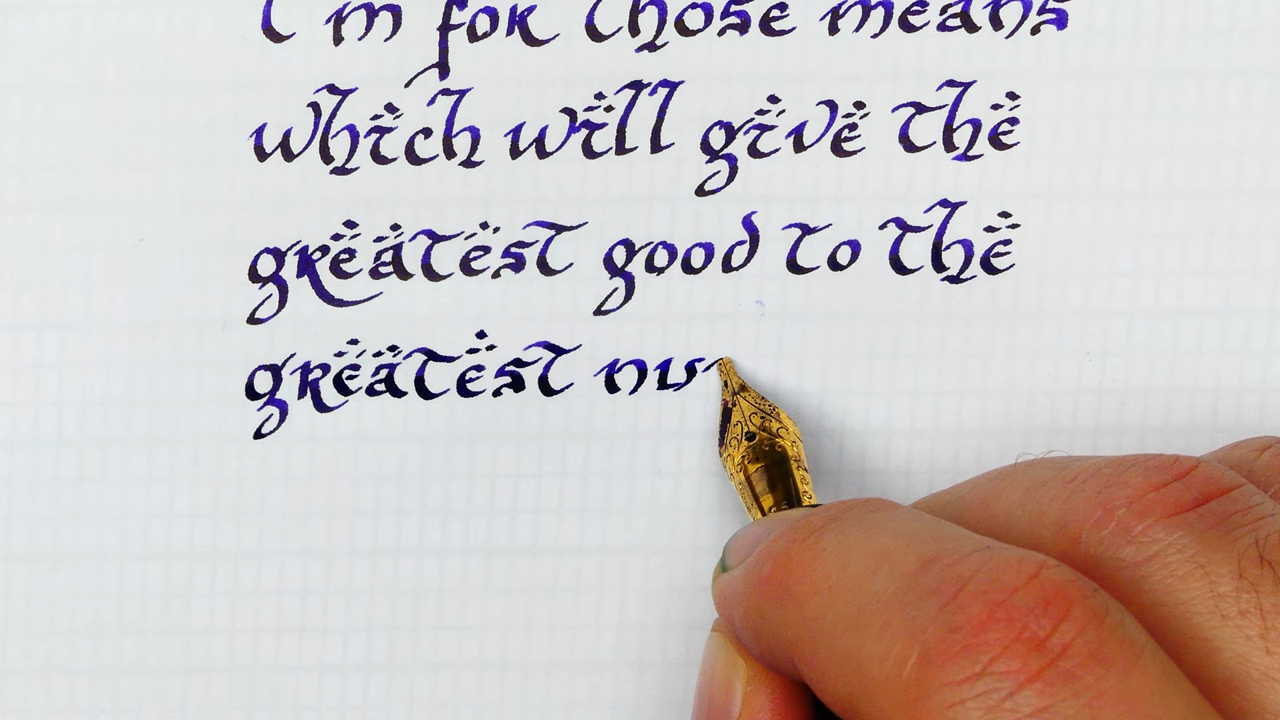 I'm for those means
which will give the
greatest good to the
greatest nu